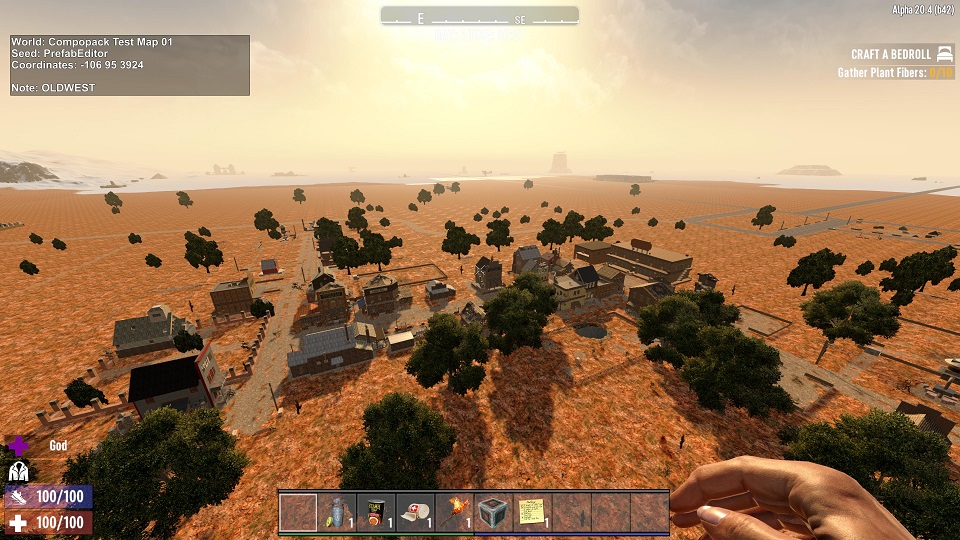 E
SE
Alpha 20.4 (b42)
World: Compopack Test Map 01
Seed: PrefabEditor
Coordinates: -106 95 3924
Note: OLDWEST
CRAFT A BEDROLL
Gather Plant Fibers: 0/10
God
100/100
100/100
1
1
1
1
1